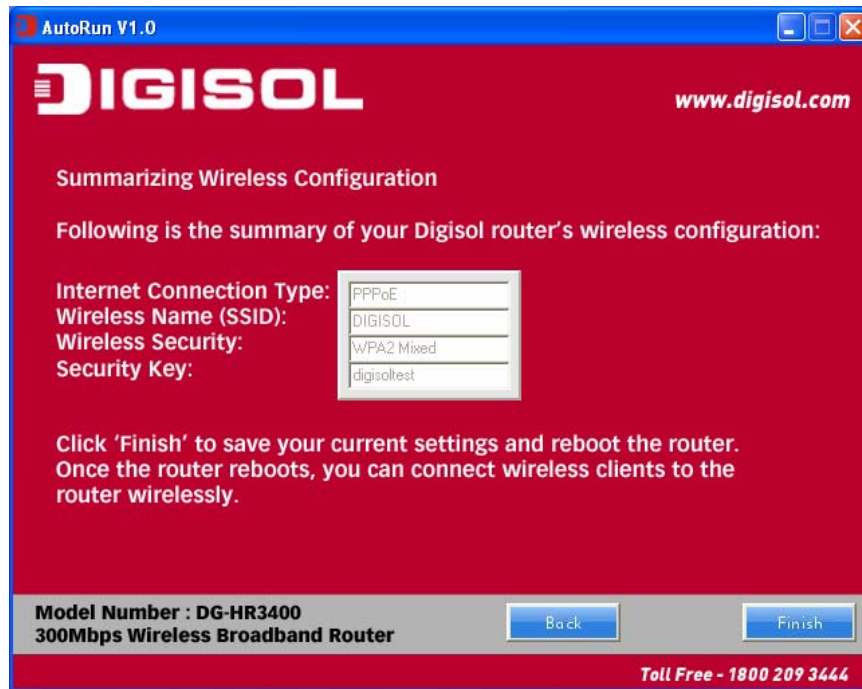 AutoRun V1.0
DIGISOL
www.digisol.com
Summarizing Wireless Configuration
Following is the summary of your Digisol router's wireless configuration:
Internet Connection Type: PPPoE
Wireless Name (SSID): DIGISOL
Wireless Security: WPA2 Mixed
Security Key: digisoltest
Click 'Finish' to save your current settings and reboot the router.
Once the router reboots, you can connect wireless clients to the
router wirelessly.
Model Number : DG-HR3400
300Mbps Wireless Broadband Router
Back
Finish
Toll Free - 1800 209 3444